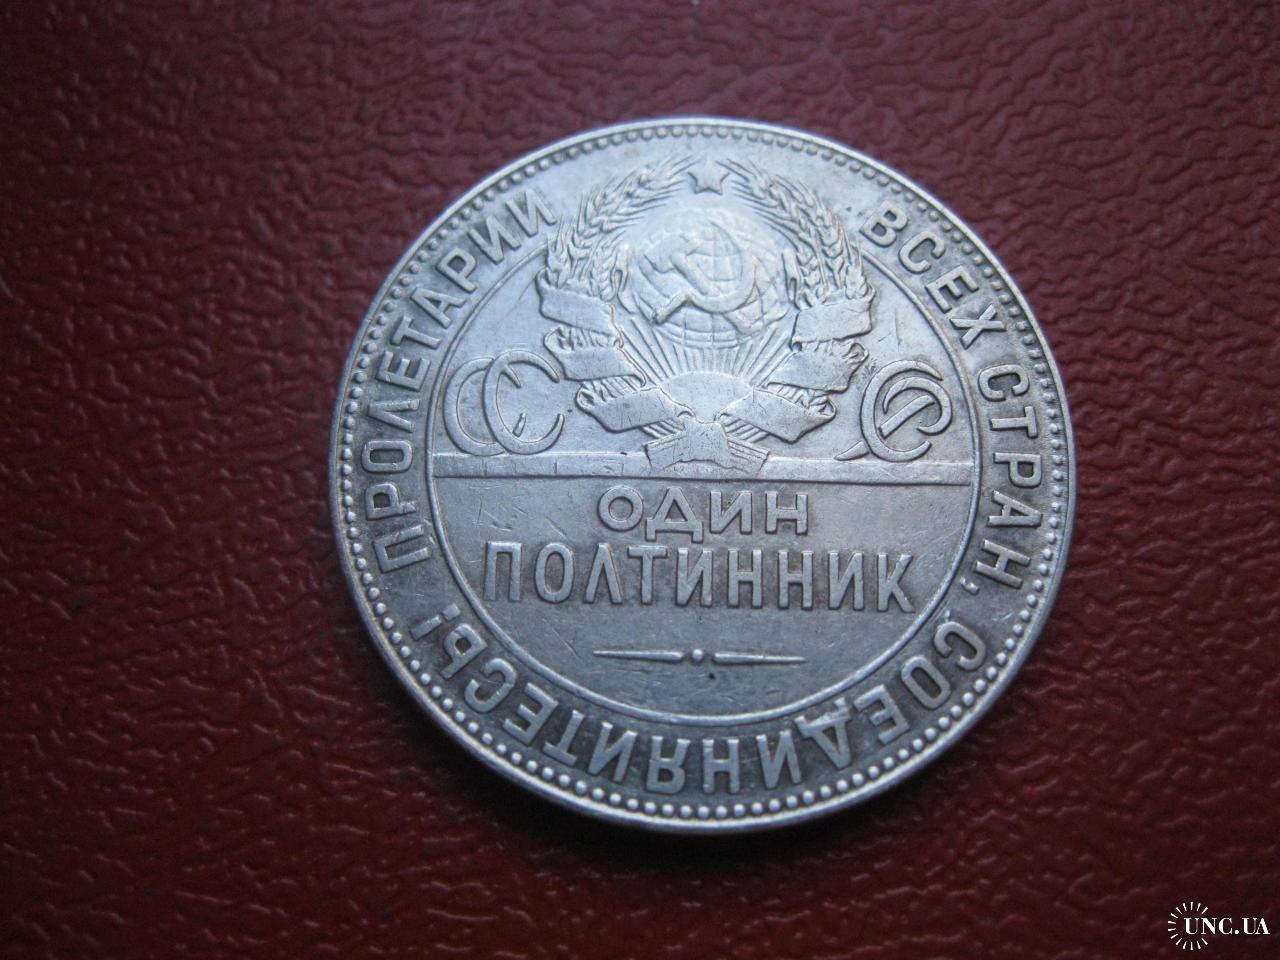 ПРОЛЕТАРИИ ВСЕХ СТРАН, СОЕДИНЯЙТЕСЬ!
СССР
ОДИН
ПОЛТИННИК
UNC.UA